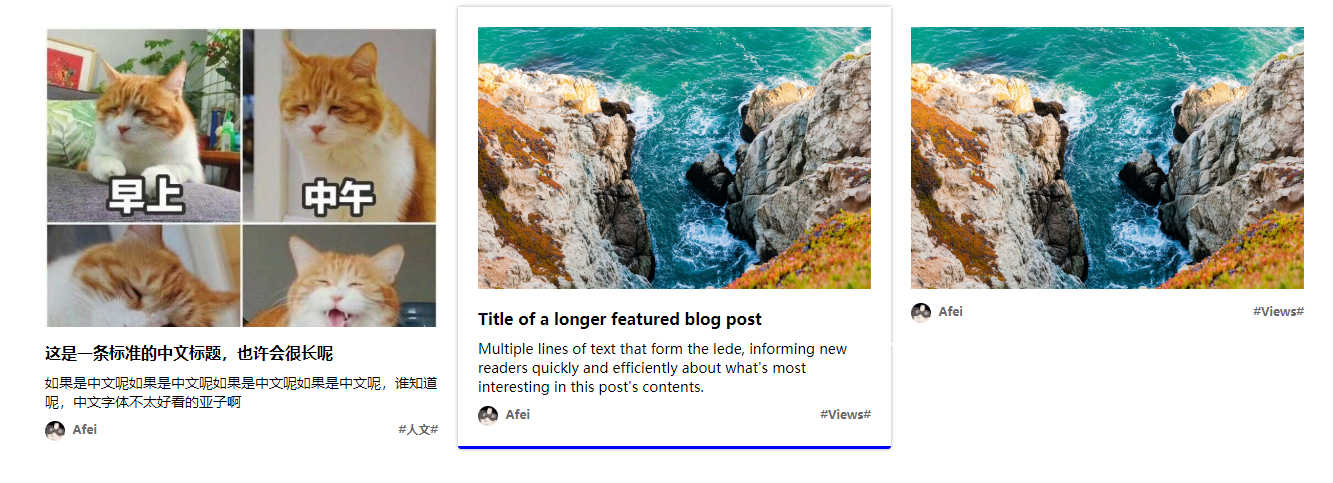 早上
中午
这是一条标准的中文标题，也许会很长呢
如果是中文呢如果是中文呢如果是中文呢如果是中文呢，谁知道
呢，中文字体不太好看的亚子啊
Afei
#人文#
Title of a longer featured blog post
Multiple lines of text that form the lede, informing new
readers quickly and efficiently about what's most
interesting in this post's contents.
Afei
#Views#
Afei
#Views#